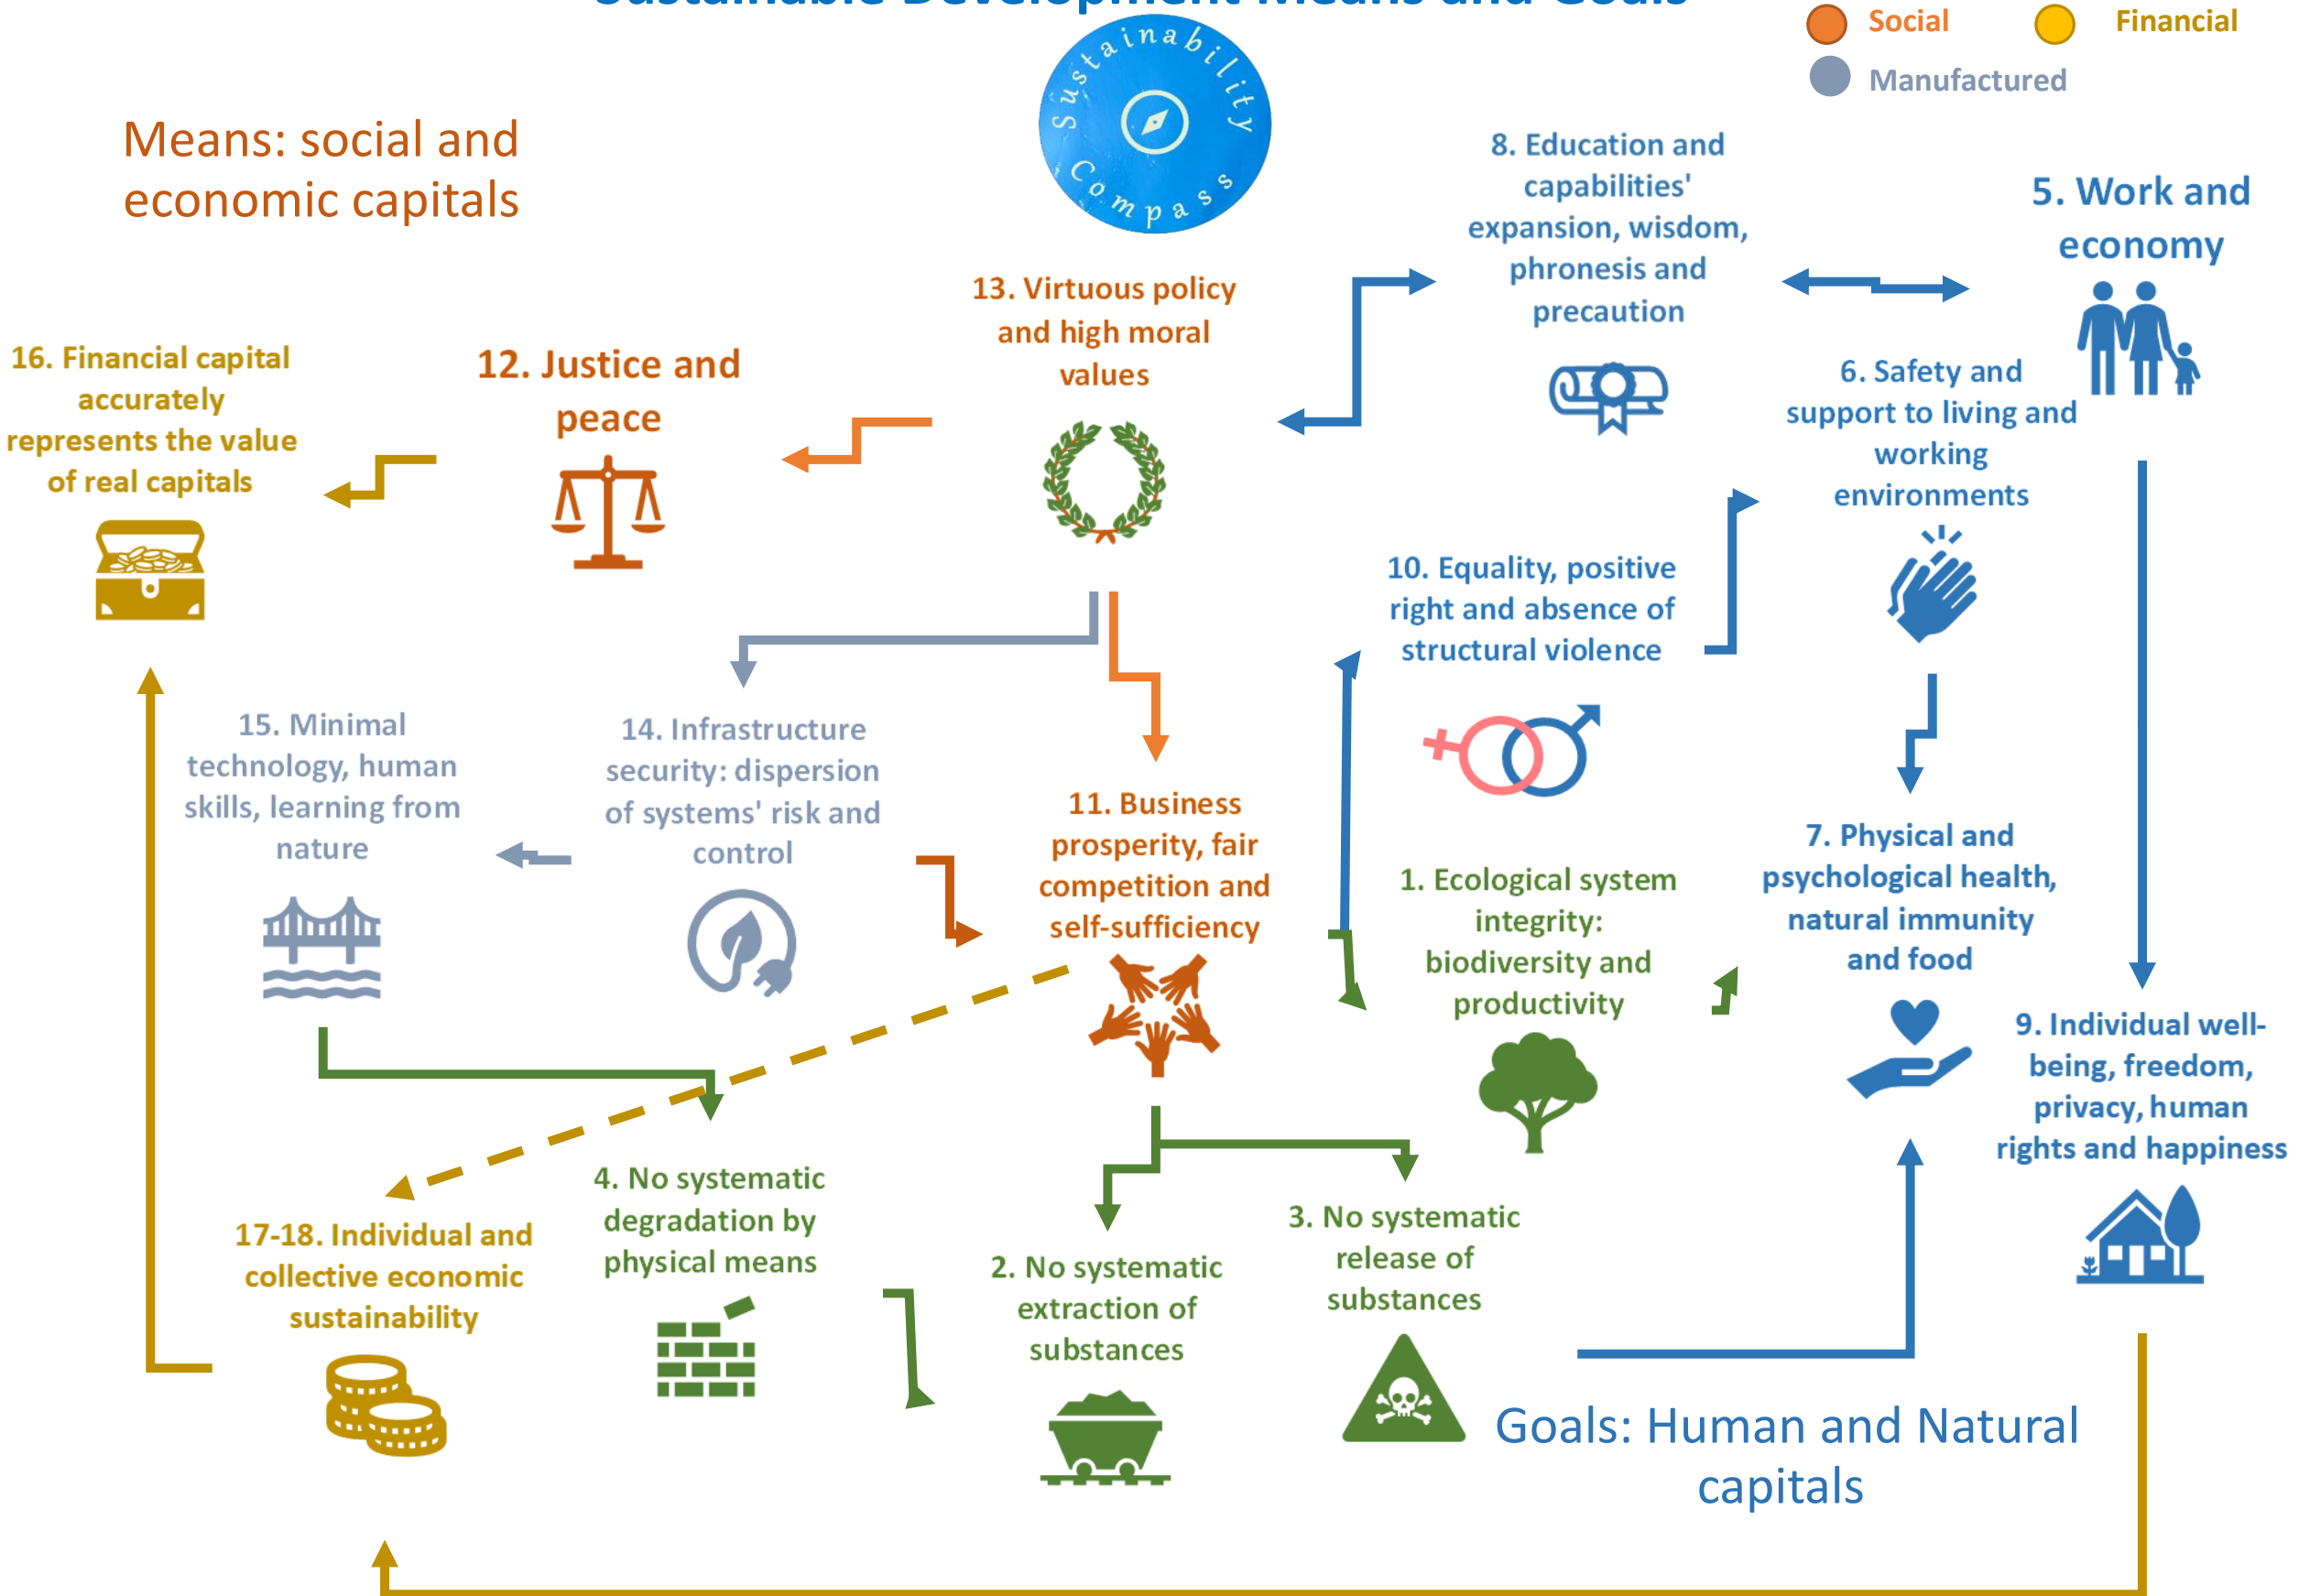 Sustainable Development Means and Goals
Social
Financial
Manufactured
Sustainability
Compass
Means: social and
economic capitals
8. Education and
capabilities'
expansion, wisdom,
phronesis and
precaution
5. Work and
economy
13. Virtuous policy
and high moral
values
12. Justice and
peace
16. Financial capital
accurately
represents the value
of real capitals
6. Safety and
support to living and
working
environments
10. Equality, positive
right and absence of
structural violence
15. Minimal
technology, human
skills, learning from
nature
14. Infrastructure
security: dispersion
of systems' risk and
control
11. Business
prosperity, fair
competition and
self-sufficiency
1. Ecological system
integrity:
biodiversity and
productivity
7. Physical and
psychological health,
natural immunity
and food
9. Individual well-
being, freedom,
privacy, human
rights and happiness
17-18. Individual and
collective economic
sustainability
4. No systematic
degradation by
physical means
2. No systematic
extraction of
substances
3. No systematic
release of
substances
Goals: Human and Natural
capitals